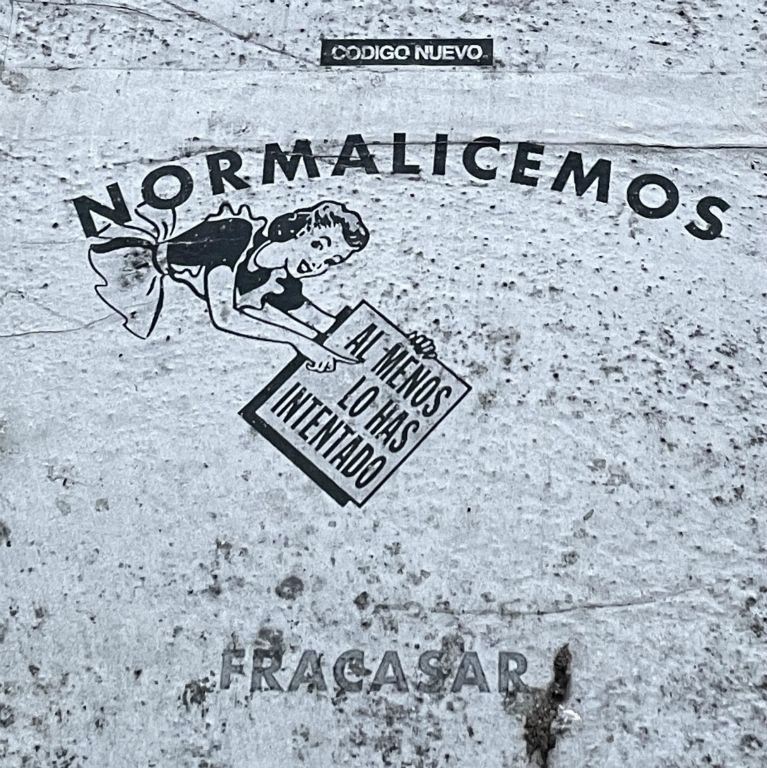 CODIGO NUEVO
NORMALICEMOS
AL MENOS
LO HAS
INTENTADO
FRACASAR